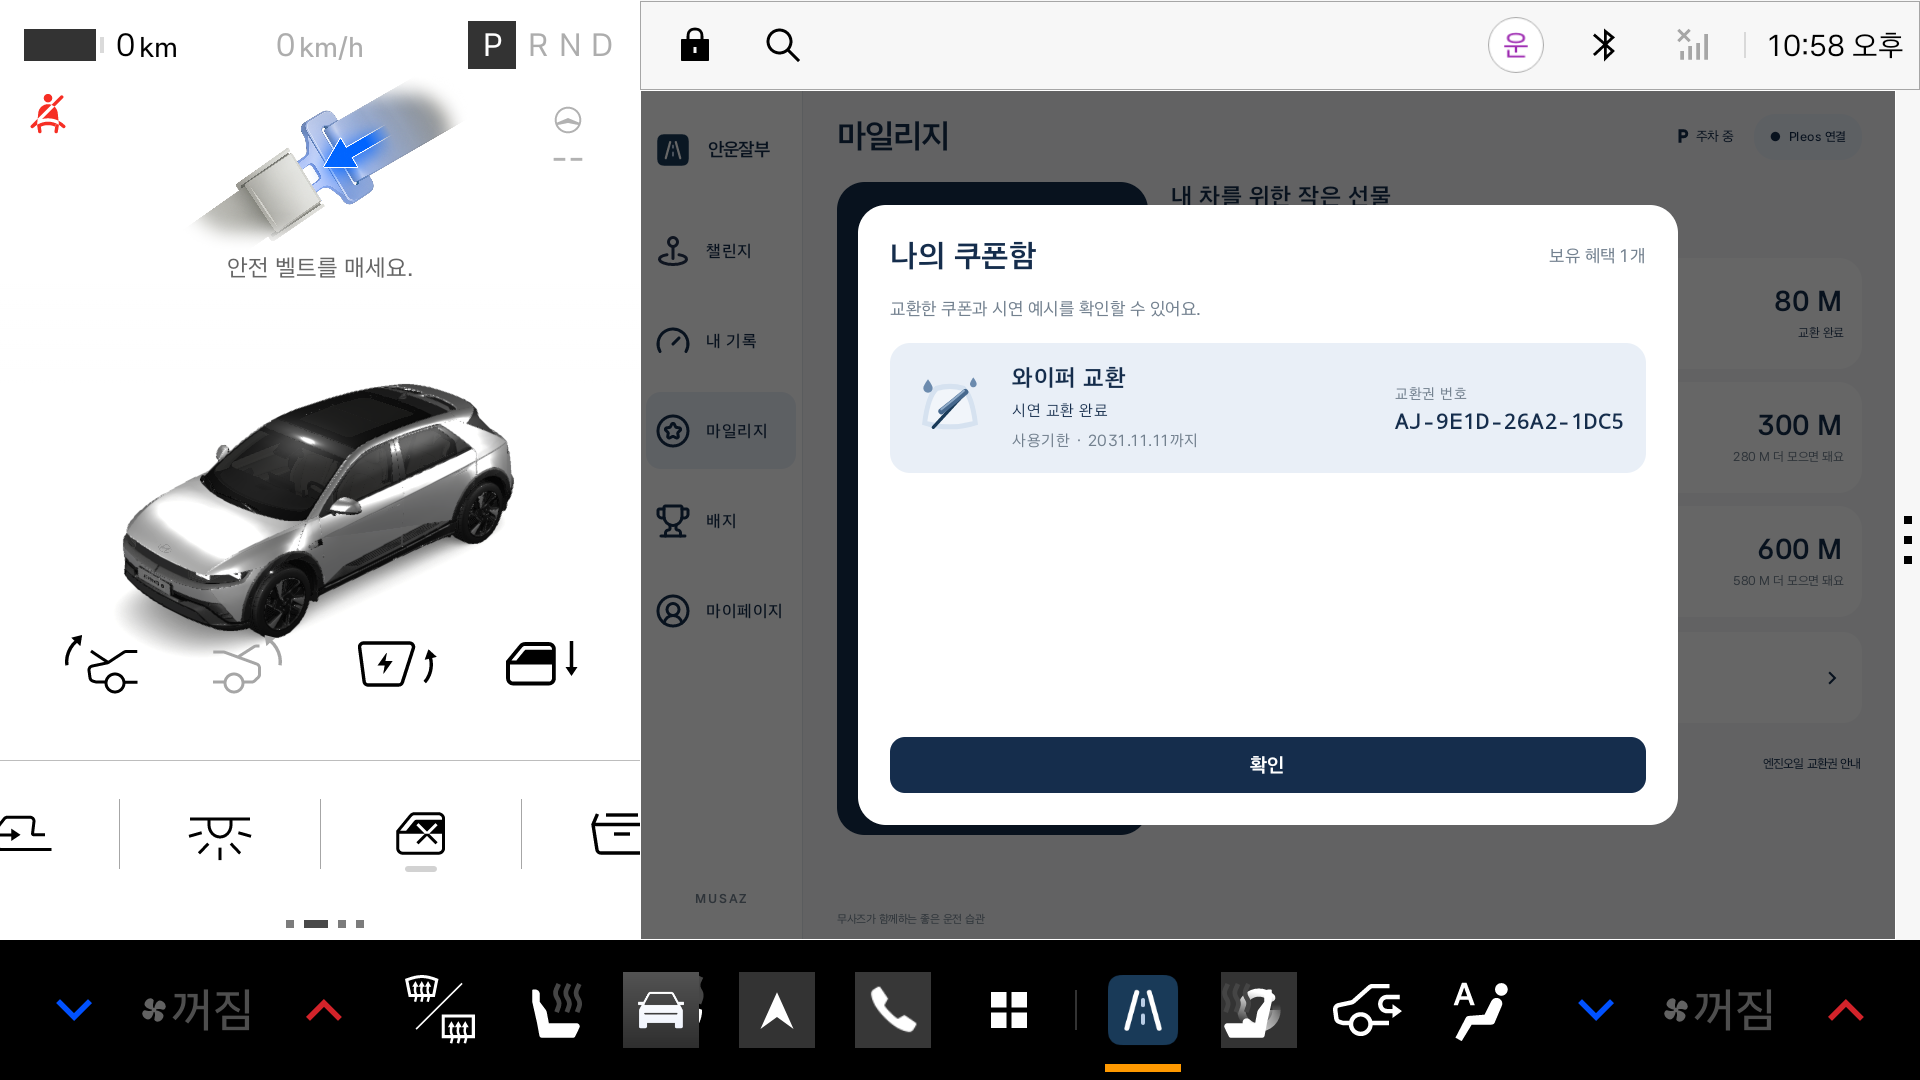 0 km
0 km/h
P R N D
운
10:58 오후
안전 벨트를 매세요.
안운잘부
챌린지
내 기록
마일리지
배지
마이페이지
MUSAZ
마일리지
P 주차 중
Pleos 연결
내 차를 위한 작은 선물
나의 쿠폰함
보유 혜택 1개
교환한 쿠폰과 시연 예시를 확인할 수 있어요.
와이퍼 교환
시연 교환 완료
사용기한 · 2031.11.11까지
교환권 번호
AJ-9E1D-26A2-1DC5
확인
80 M
교환 완료
300 M
280 M 더 모으면 돼요
600 M
580 M 더 모으면 돼요
엔진오일 교환권 안내
무사즈가 함께하는 좋은 운전 습관
꺼짐
A
꺼짐